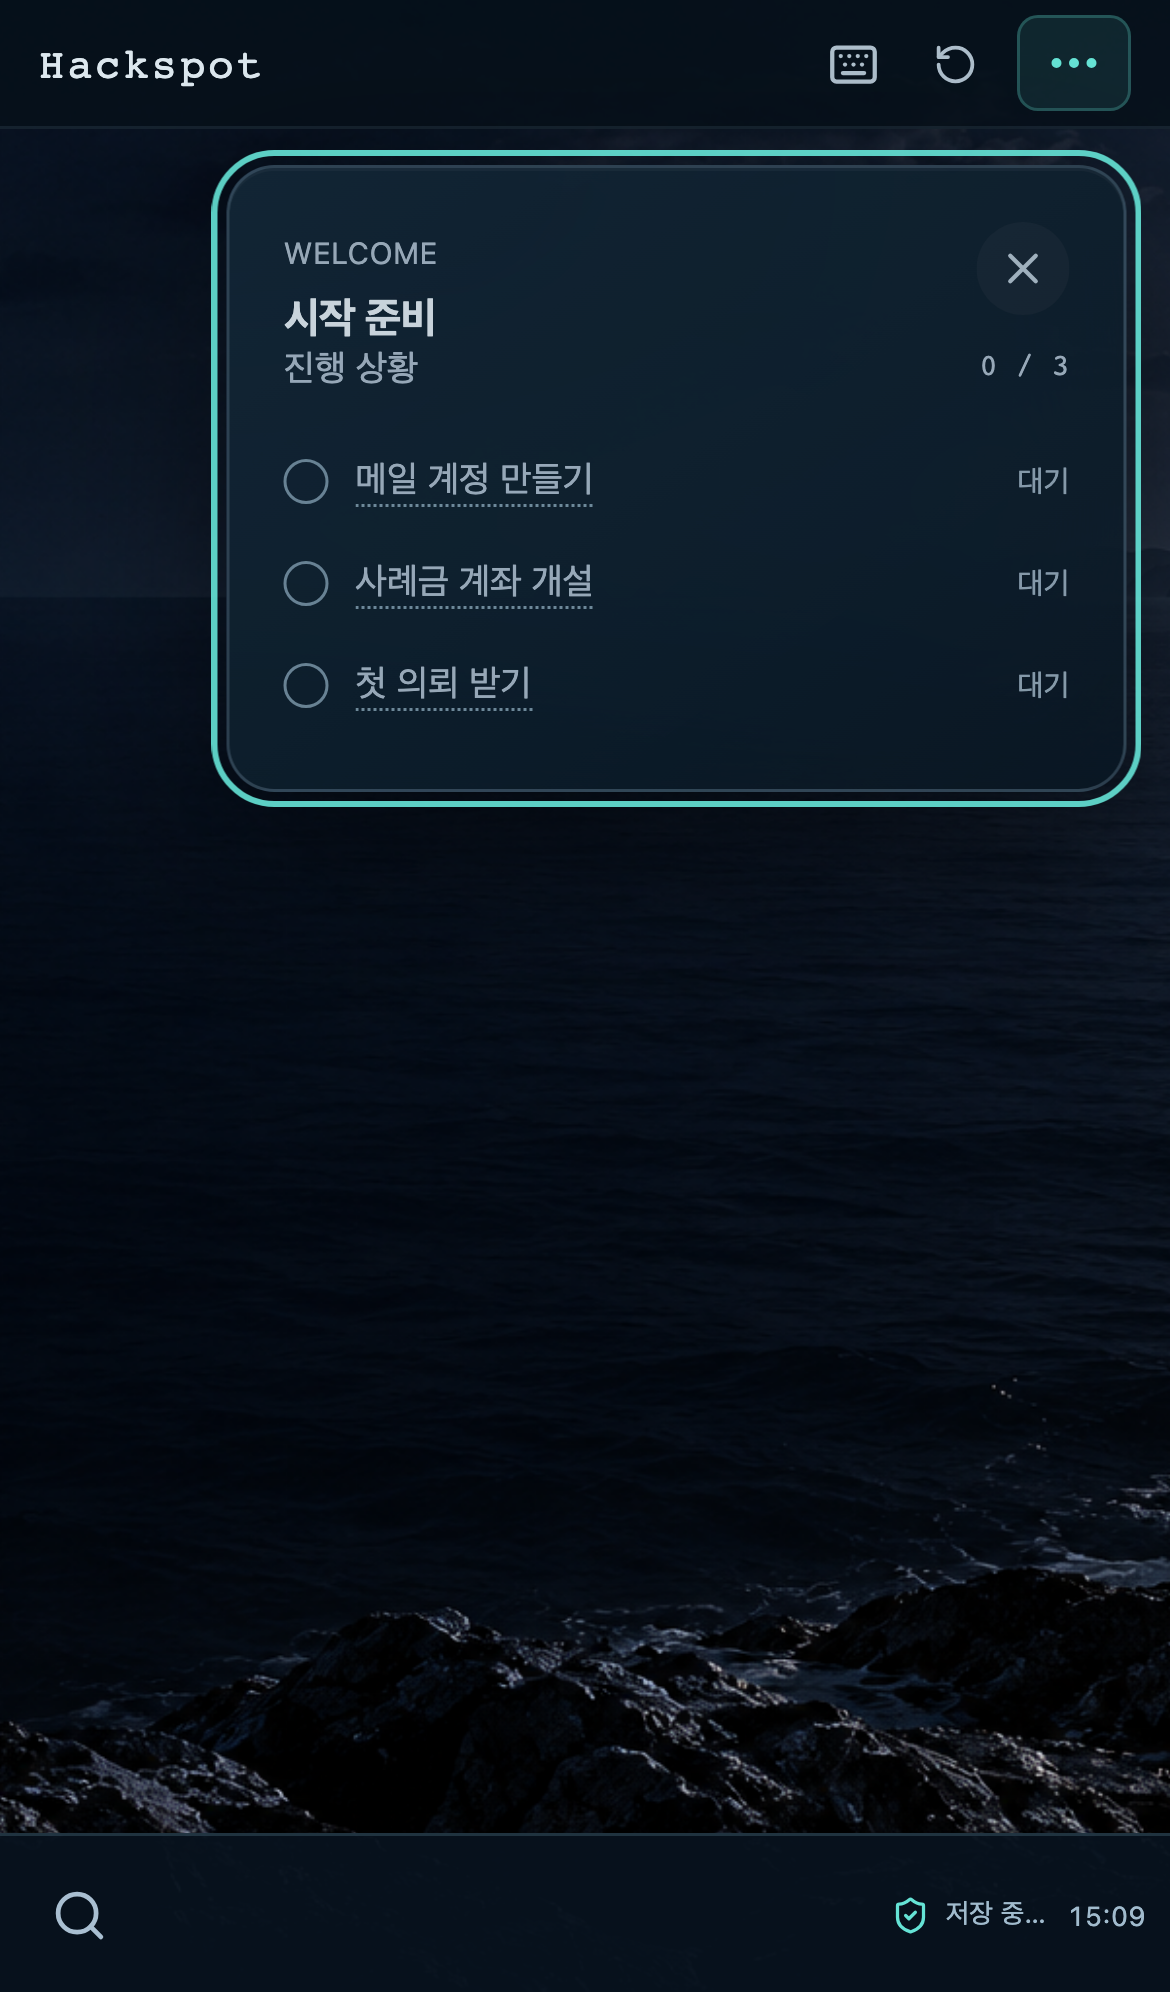 Hackspot
WELCOME
시작 준비
진행 상황
0 / 3
메일 계정 만들기
대기
사례금 계좌 개설
대기
첫 의뢰 받기
대기
저장 중...
15:09